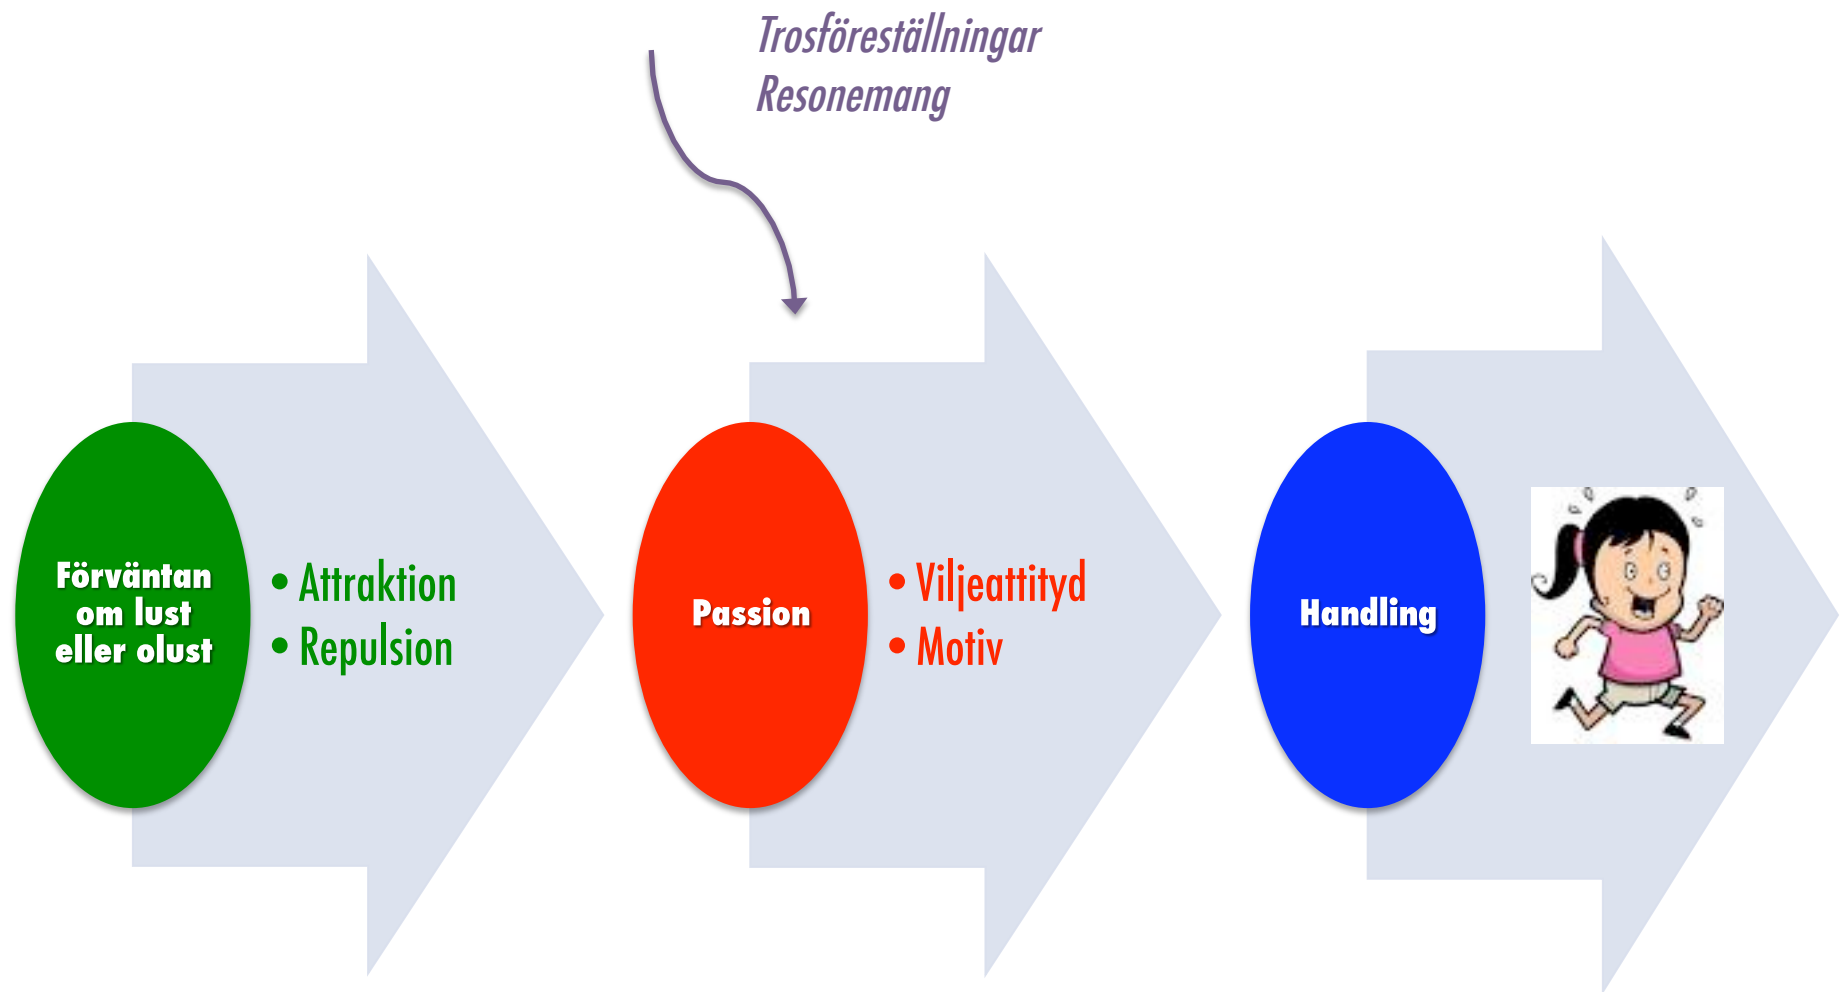 Trosföreställningar
Resonemang
Förväntan
om lust
eller olust
• Attraktion
• Repulsion
Passion
• Viljeattityd
• Motiv
Handling